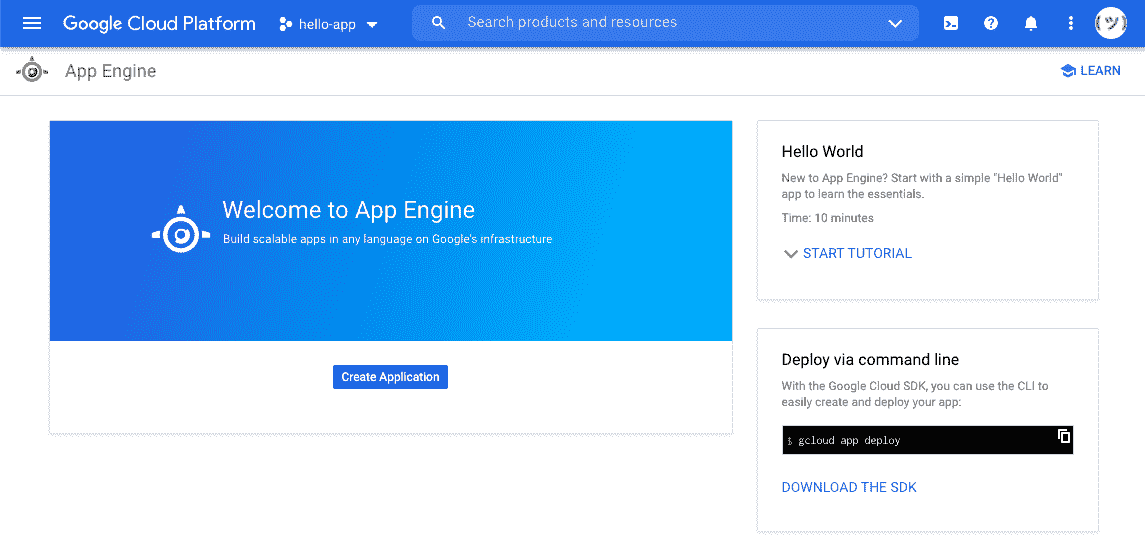 Google Cloud Platform
hello-app
Search products and resources
App Engine
LEARN
Welcome to App Engine
Build scalable apps in any language on Google's infrastructure
Create Application
Hello World
New to App Engine? Start with a simple "Hello World"
app to learn the essentials.
Time: 10 minutes
START TUTORIAL
Deploy via command line
With the Google Cloud SDK, you can use the CLI to
easily create and deploy your app:
$ gcloud app deploy
DOWNLOAD THE SDK